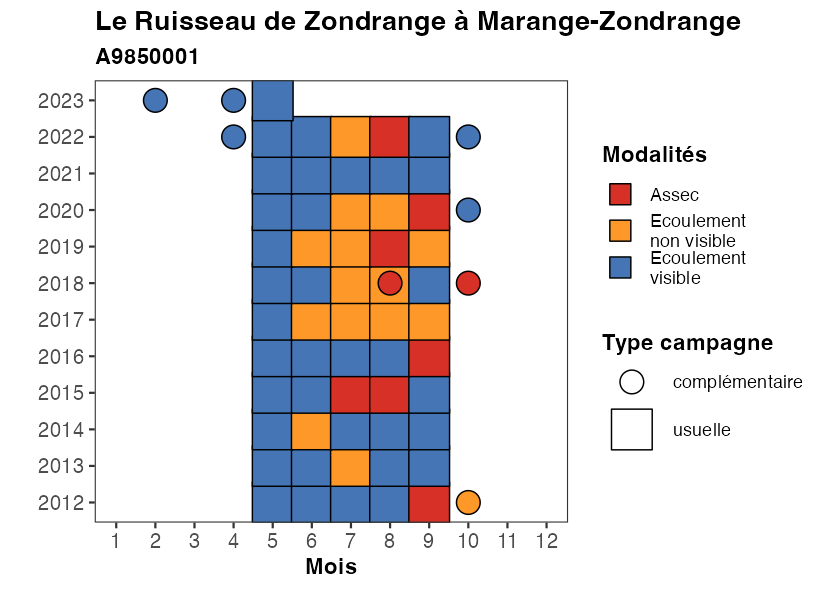 Le Ruisseau de Zondrange à Marange-Zondrange
A9850001
2023
2022
2021
2020
2019
2018
2017
2016
2015
2014
2013
2012
1 2 3 4 5 6 7 8 9 10 11 12
Mois
Modalités
Assec
Ecoulement
non visible
Ecoulement
visible
Type campagne
complémentaire
usuelle